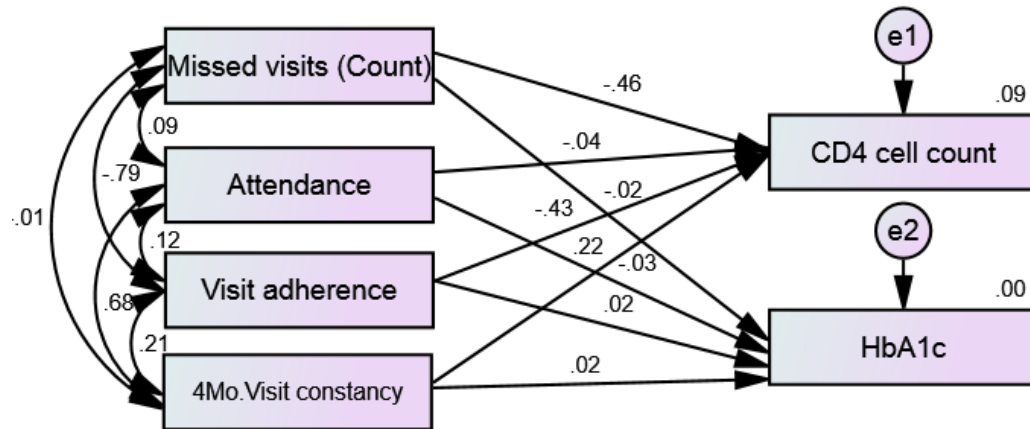 e1
.09
Missed visits (Count)
-.46
CD4 cell count
.09
-.04
Attendance
-.79
-.02
-.01
-.43
e2
.12
.22
-.03
.00
Visit adherence
.68
.02
HbA1c
.21
.02
4Mo.Visit constancy